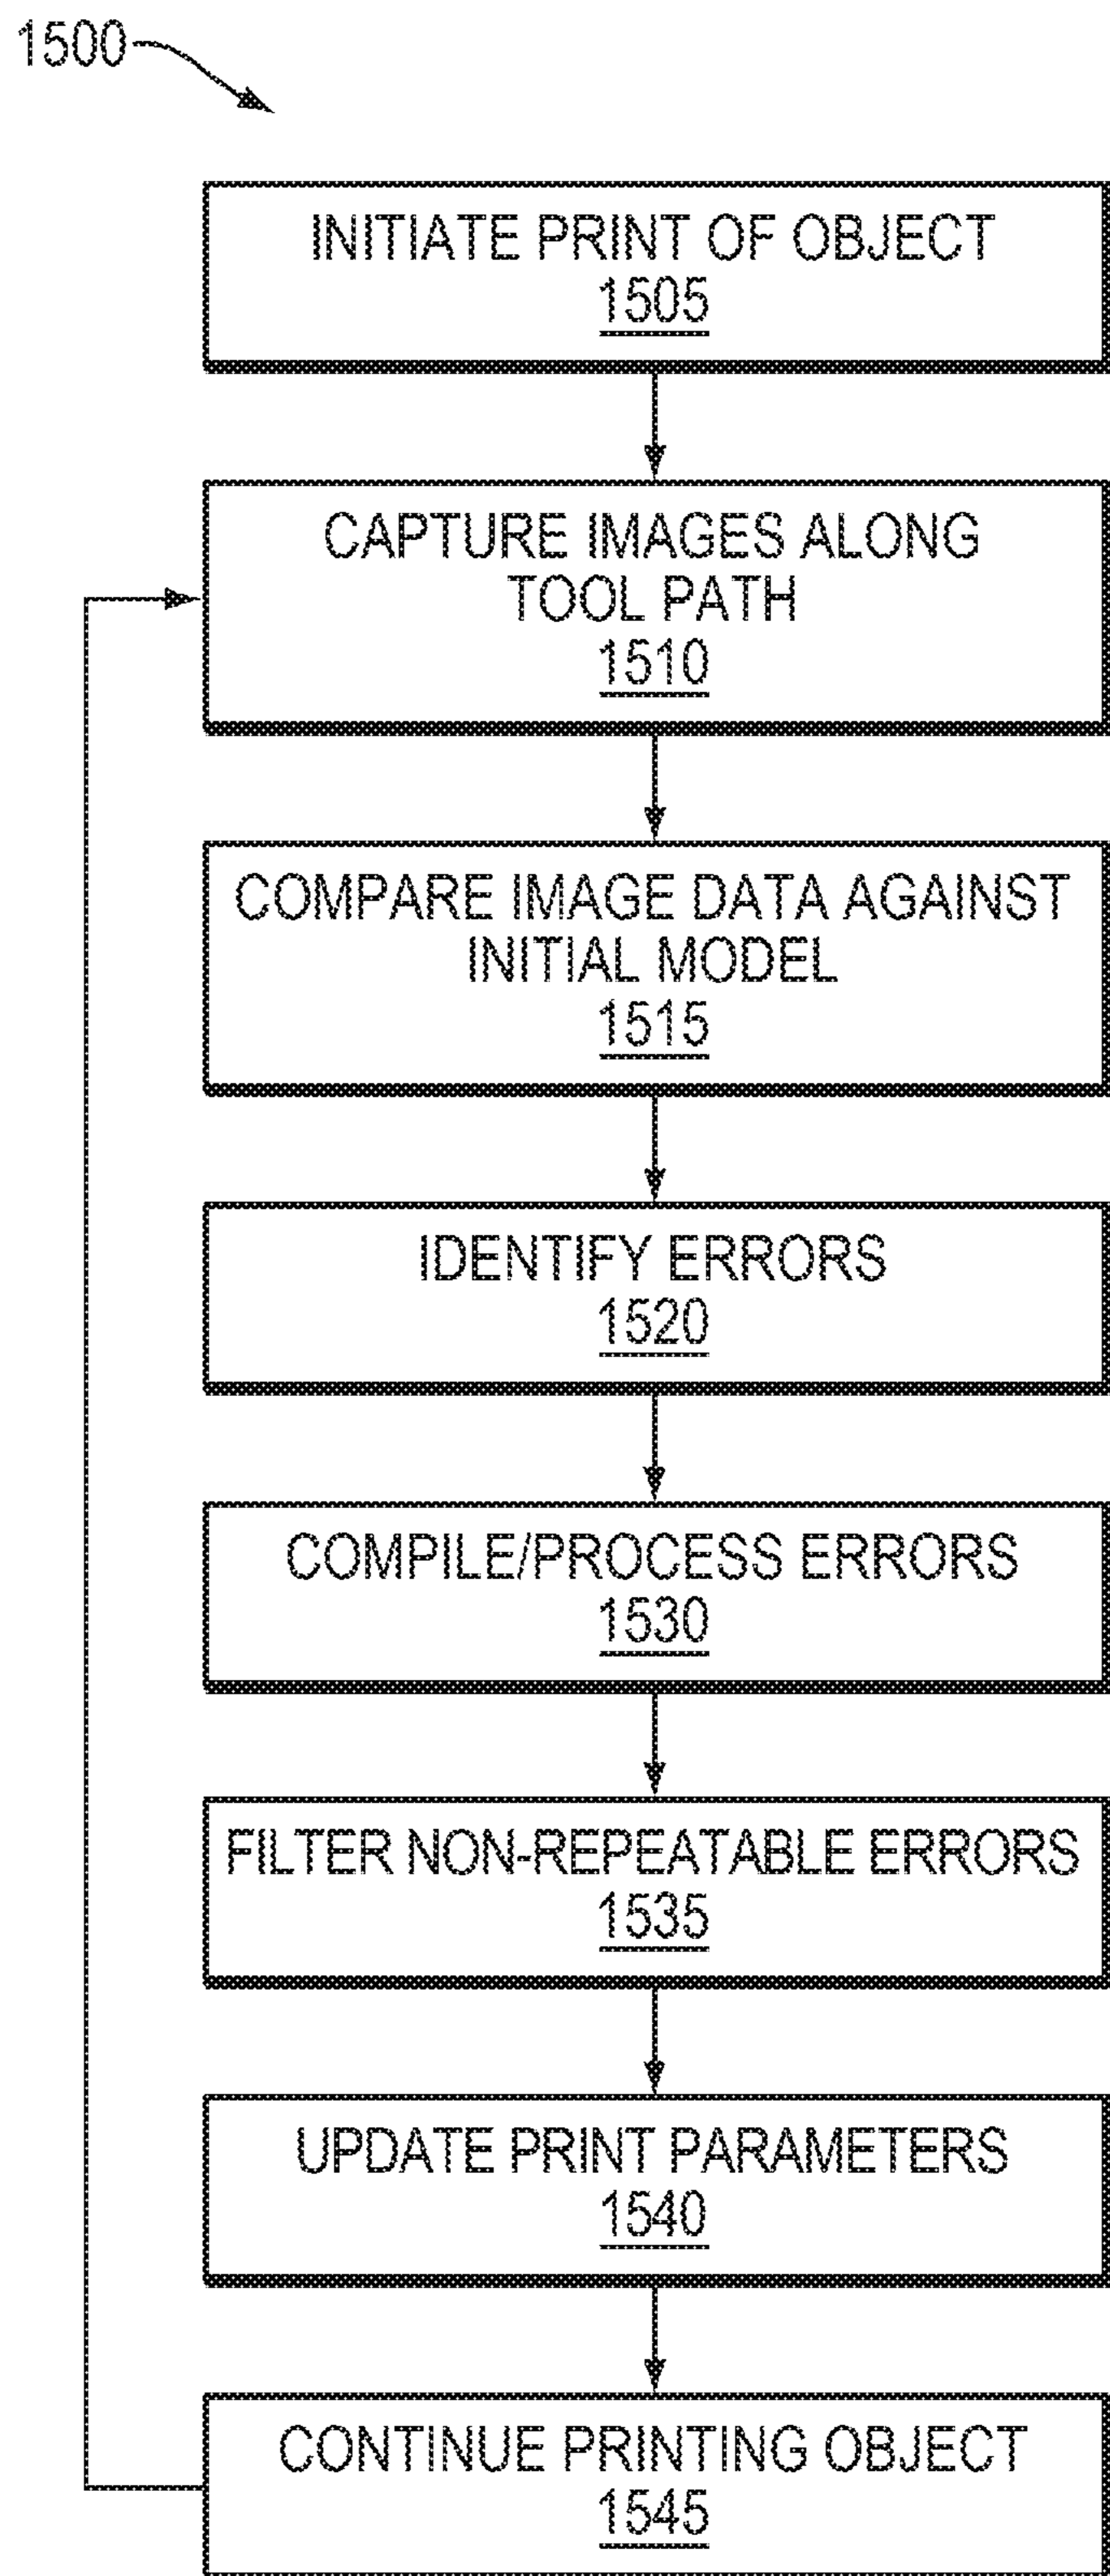 1500
INITIATE PRINT OF OBJECT
1505
CAPTURE IMAGES ALONG
TOOL PATH
1510
COMPARE IMAGE DATA AGAINST
INITIAL MODEL
1515
IDENTIFY ERRORS
1520
COMPILE/PROCESS ERRORS
1530
FILTER NON-REPEATABLE ERRORS
1535
UPDATE PRINT PARAMETERS
1540
CONTINUE PRINTING OBJECT
1545